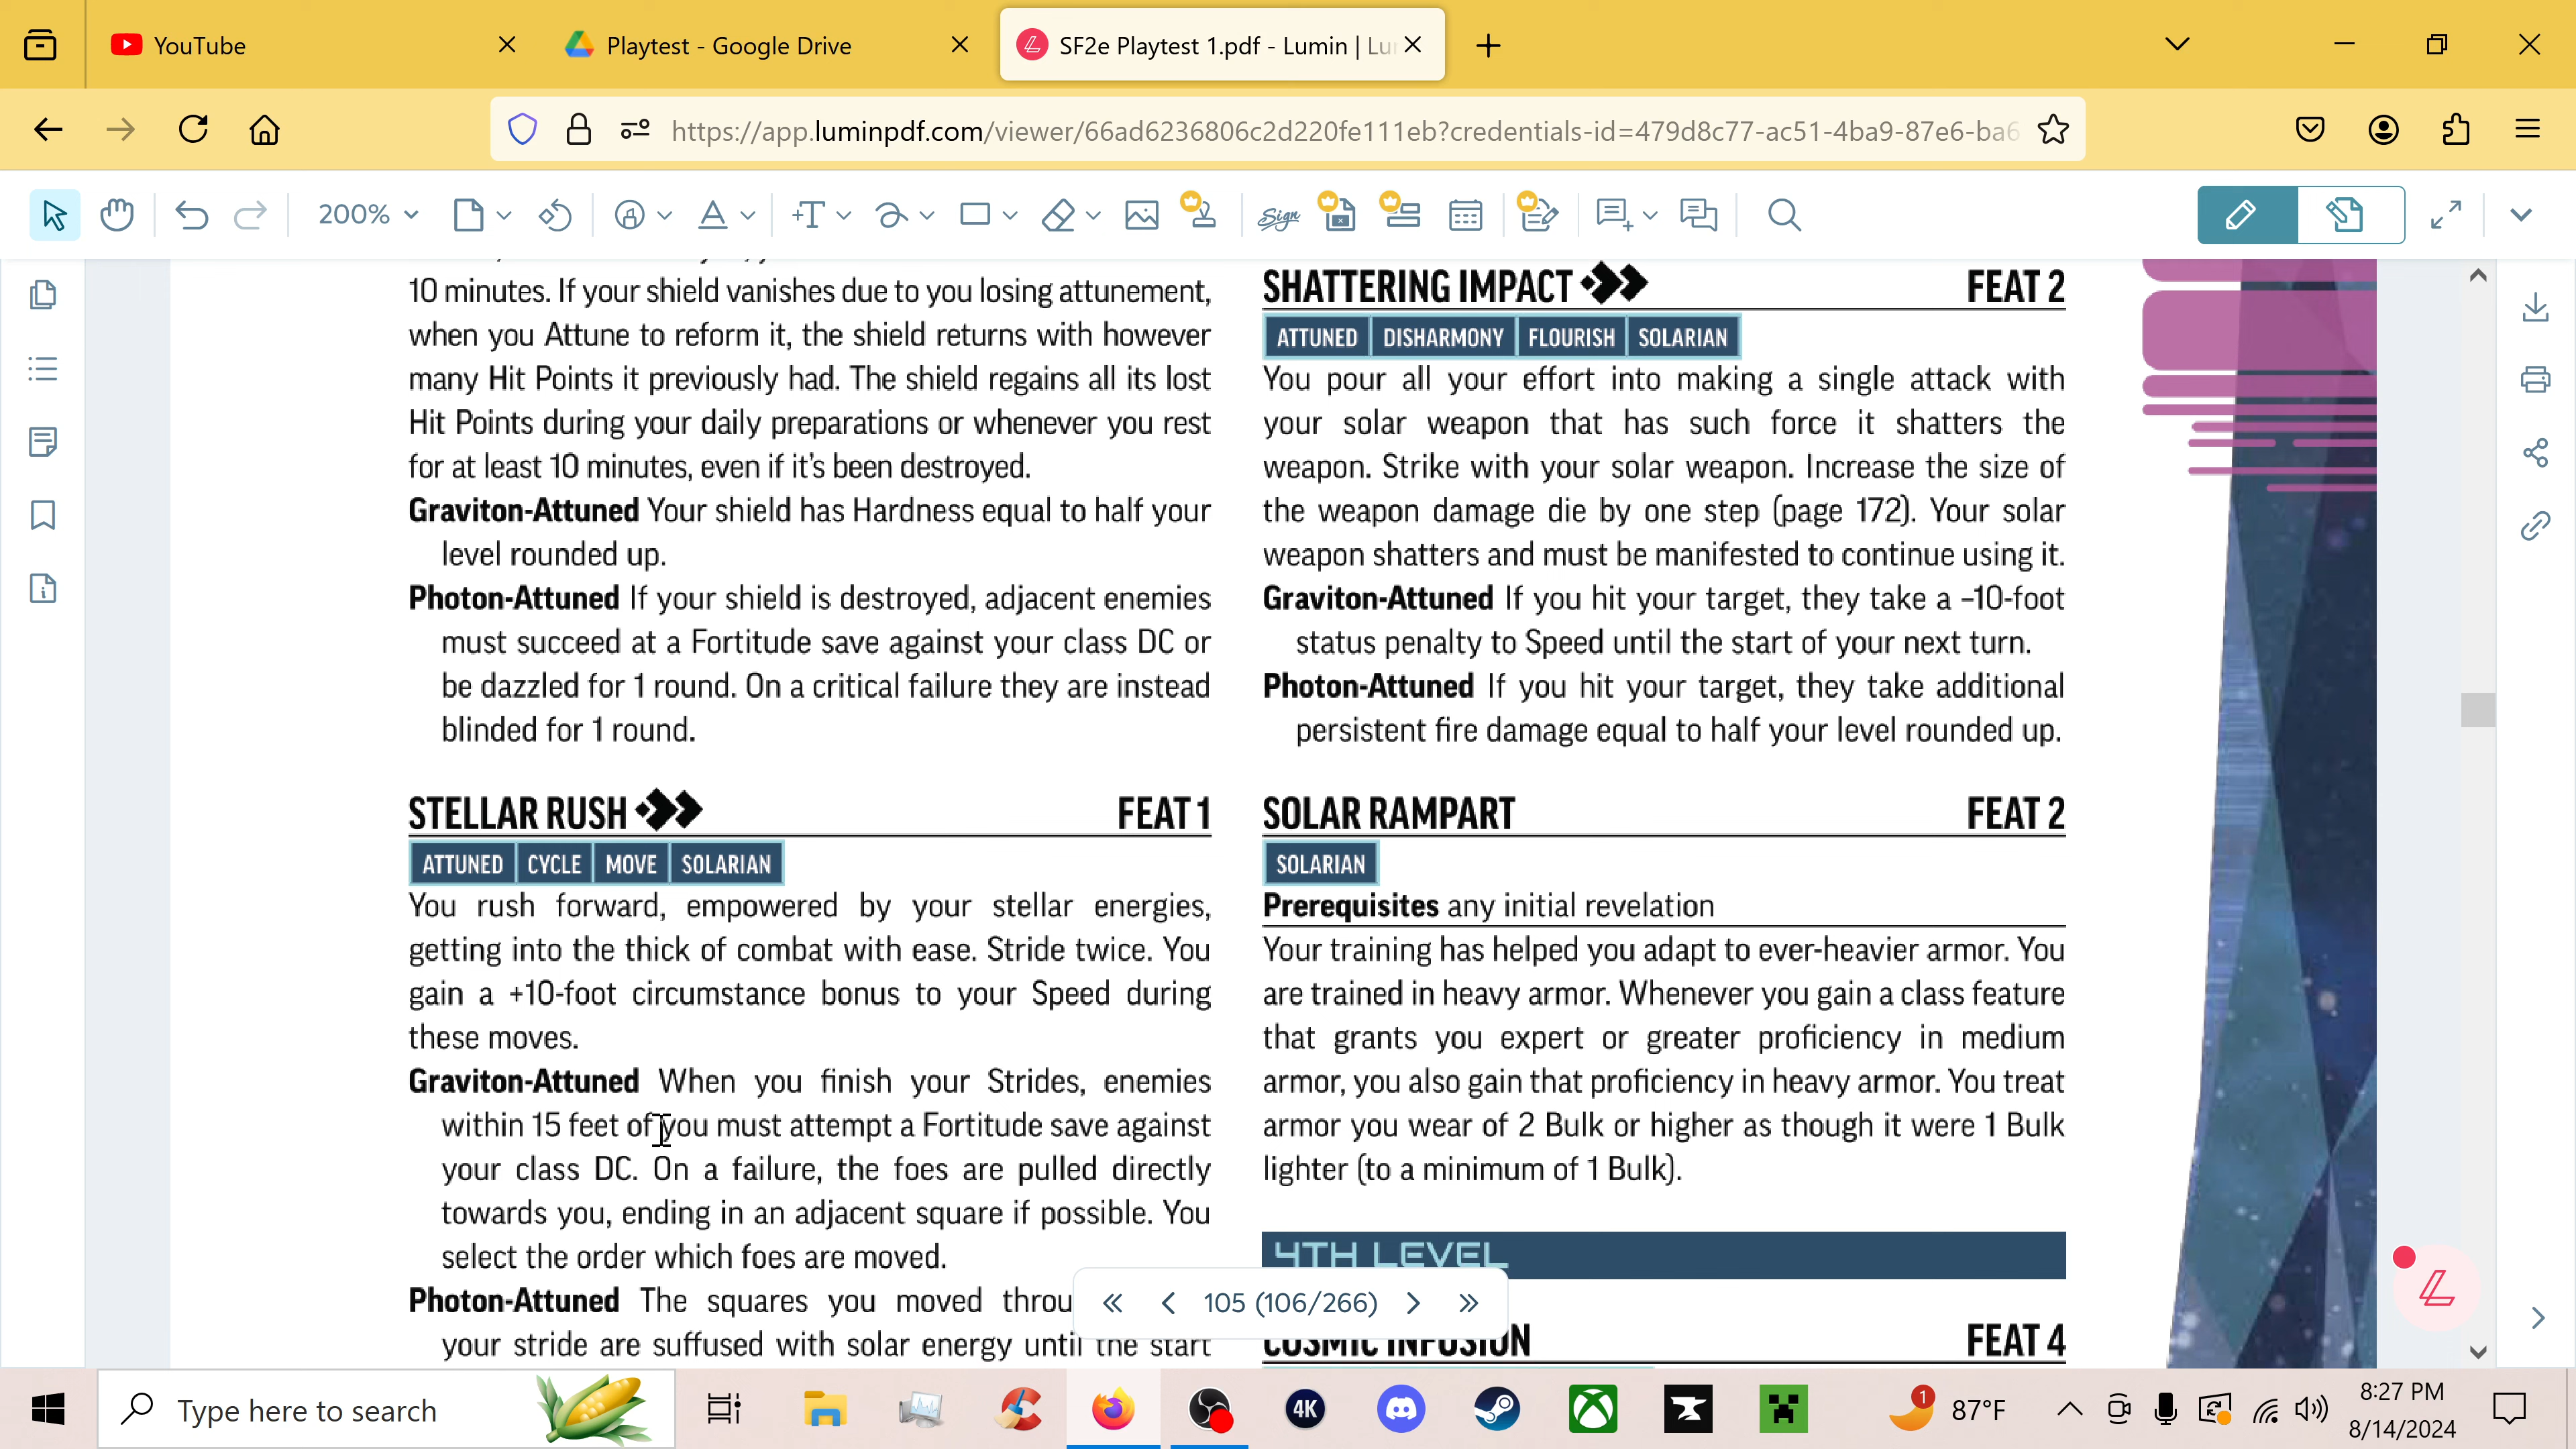 YouTube
Playtest - Google Drive
SF2e Playtest 1.pdf - Lumin | Lu
https://app.luminpdf.com/viewer/66ad6236806c2d220fe111eb?credentials-id=479d8c77-ac51-4ba9-87e6-ba6
200%
Sign
10 minutes. If your shield vanishes due to you losing attunement,
when you Attune to reform it, the shield returns with however
many Hit Points it previously had. The shield regains all its lost
Hit Points during your daily preparations or whenever you rest
for at least 10 minutes, even if it's been destroyed.
Graviton-Attuned Your shield has Hardness equal to half your
level rounded up.
Photon-Attuned If your shield is destroyed, adjacent enemies
must succeed at a Fortitude save against your class DC or
be dazzled for 1 round. On a critical failure they are instead
blinded for 1 round.
STELLAR RUSH FEAT 1
ATTUNED CYCLE MOVE SOLARIAN
You rush forward, empowered by your stellar energies,
getting into the thick of combat with ease. Stride twice. You
gain a +10-foot circumstance bonus to your Speed during
these moves.
Graviton-Attuned When you finish your Strides, enemies
within 15 feet of you must attempt a Fortitude save against
your class DC. On a failure, the foes are pulled directly
towards you, ending in an adjacent square if possible. You
select the order which foes are moved.
Photon-Attuned The squares you moved throu
your stride are suffused with solar energy until the start
SHATTERING IMPACT FEAT 2
ATTUNED DISHARMONY FLOURISH SOLARIAN
You pour all your effort into making a single attack with
your solar weapon that has such force it shatters the
weapon. Strike with your solar weapon. Increase the size of
the weapon damage die by one step (page 172). Your solar
weapon shatters and must be manifested to continue using it.
Graviton-Attuned If you hit your target, they take a –10-foot
status penalty to Speed until the start of your next turn.
Photon-Attuned If you hit your target, they take additional
persistent fire damage equal to half your level rounded up.
SOLAR RAMPART FEAT 2
SOLARIAN
Prerequisites any initial revelation
Your training has helped you adapt to ever-heavier armor. You
are trained in heavy armor. Whenever you gain a class feature
that grants you expert or greater proficiency in medium
armor, you also gain that proficiency in heavy armor. You treat
armor you wear of 2 Bulk or higher as though it were 1 Bulk
lighter (to a minimum of 1 Bulk).
4TH LEVEL
COSMIC INFUSION FEAT 4
105 (106/266)
Type here to search
4K
1
87°F
8:27 PM
8/14/2024